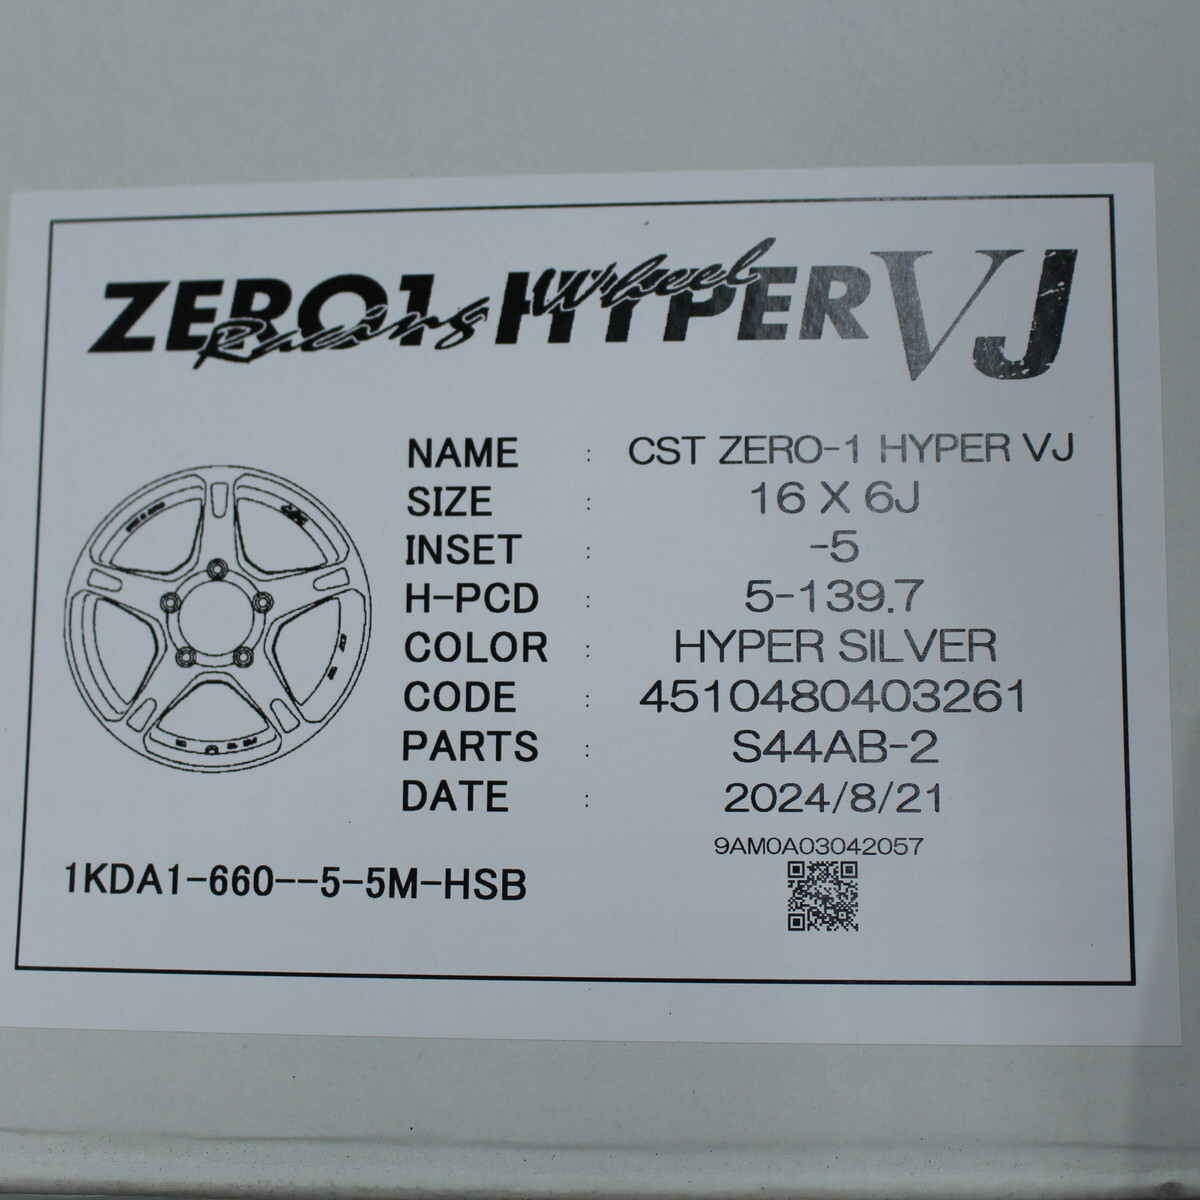 ZERO1 HYPER VJ
Racing Wheel
NAME : CST ZERO-1 HYPER VJ
SIZE : 16 X 6J
INSET : -5
H-PCD : 5-139.7
COLOR : HYPER SILVER
CODE : 4510480403261
PARTS : S44AB-2
DATE : 2024/8/21
9AM0A03042057
1KDA1-660--5-5M-HSB